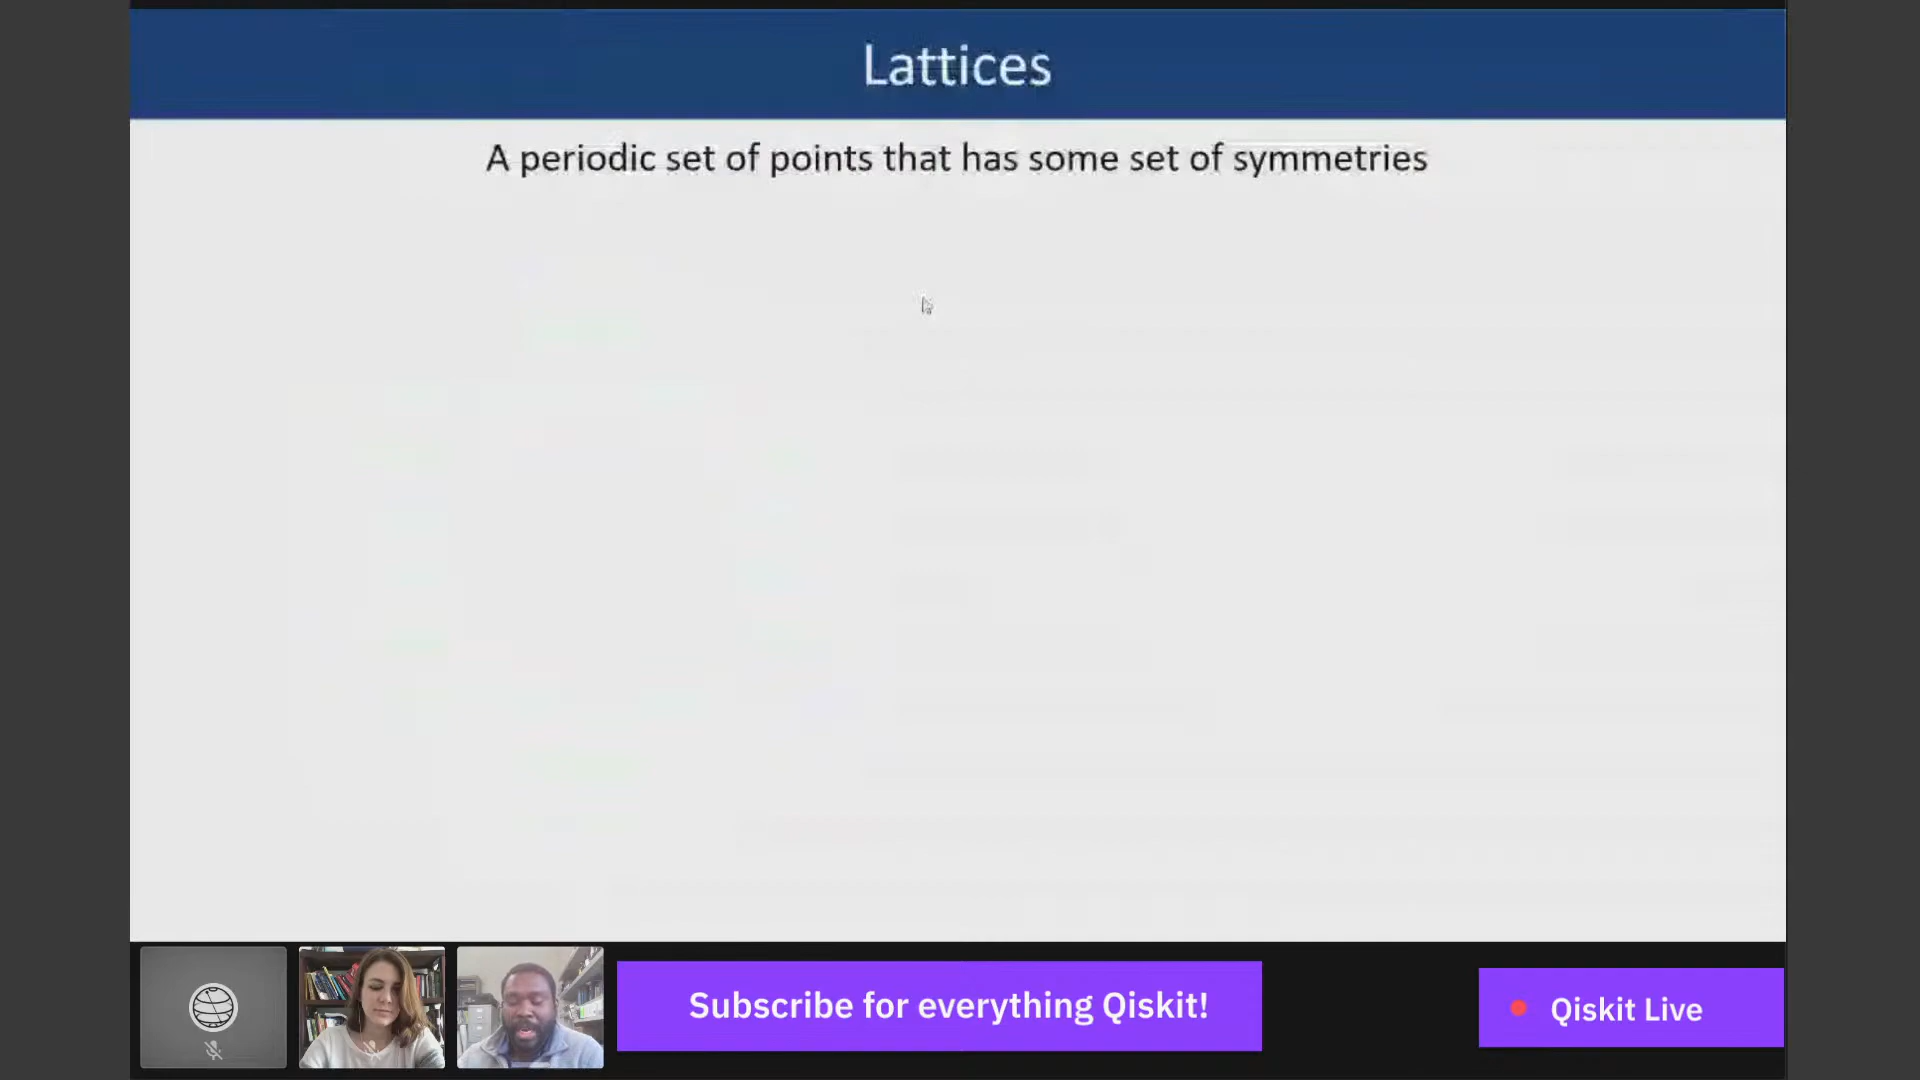 Lattices
A periodic set of points that has some set of symmetries
Subscribe for everything Qiskit!
Qiskit Live